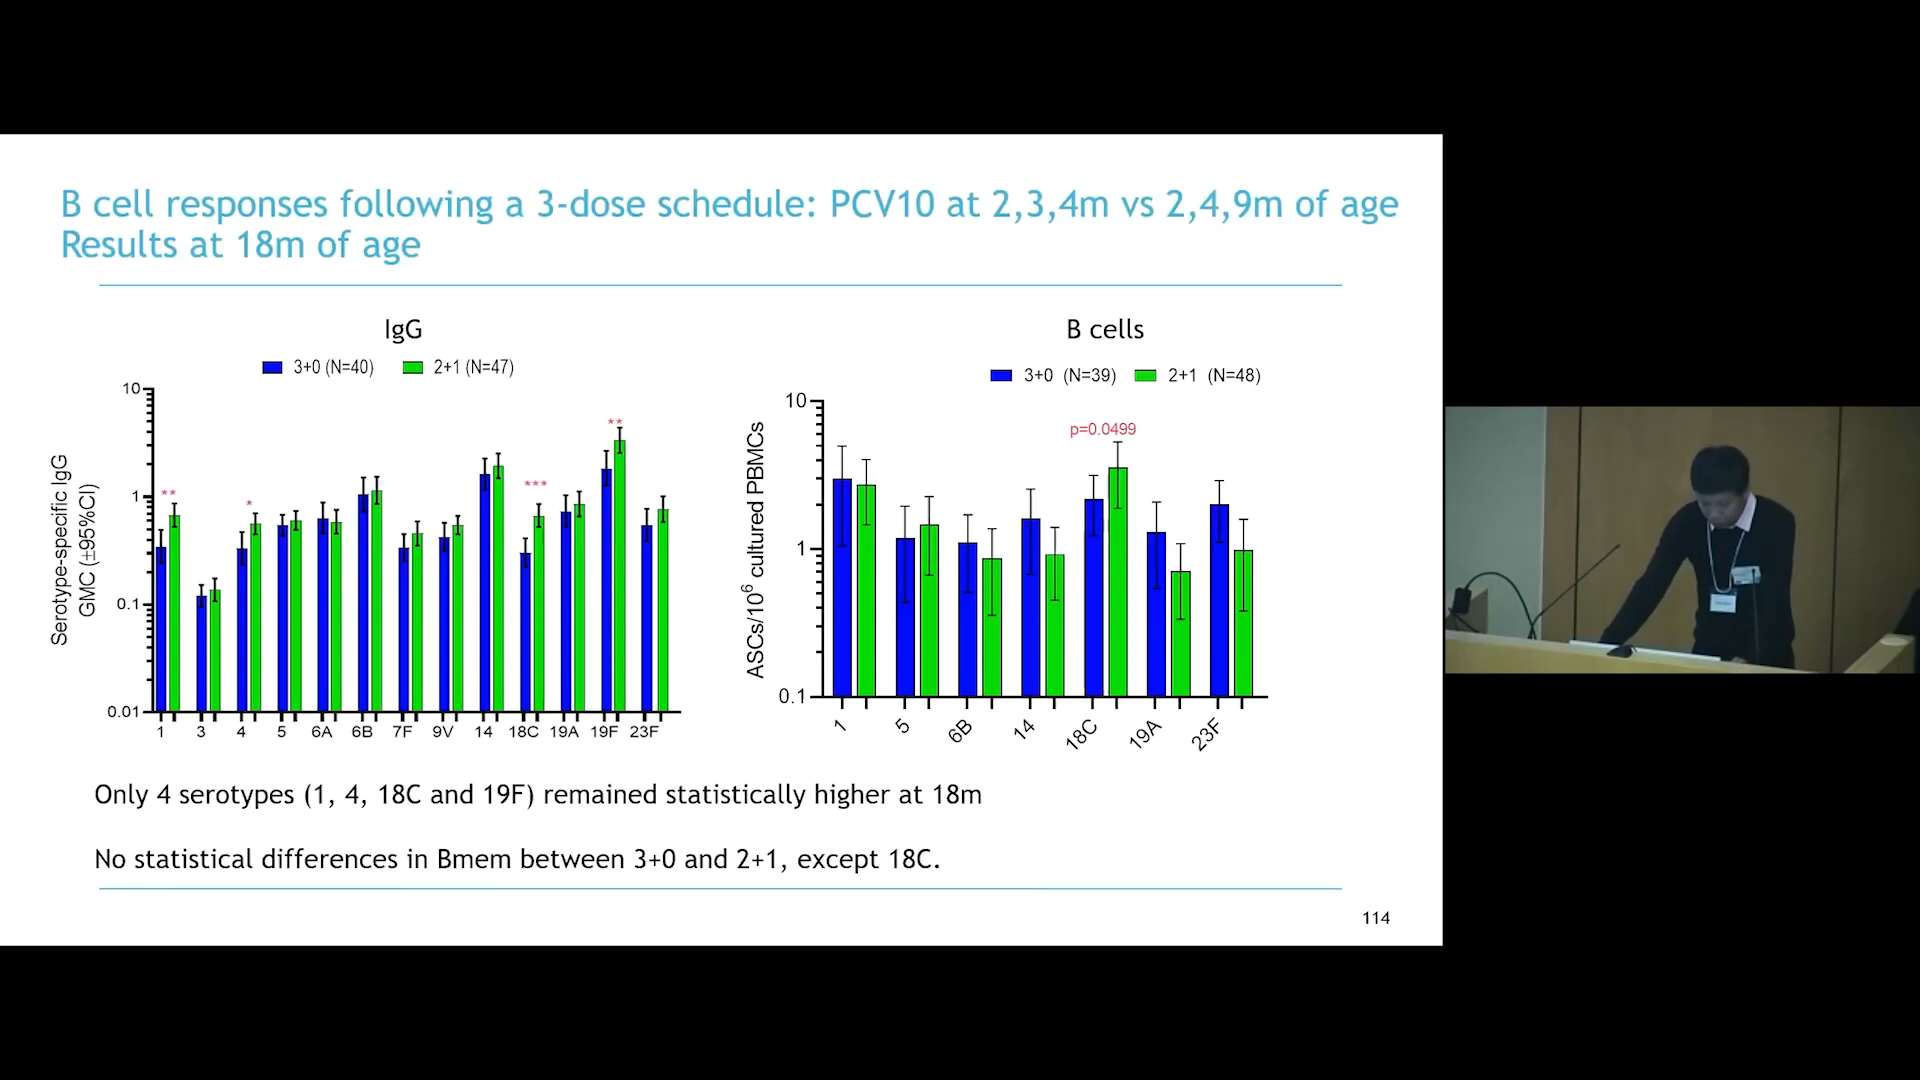 B cell responses following a 3-dose schedule: PCV10 at 2,3,4m vs 2,4,9m of age
Results at 18m of age
IgG
3+0 (N=40) 2+1 (N=47)
Serotype-specific IgG
GMC (±95%CI)
10
1
0.1
0.01
** * *** **
1 3 4 5 6A 6B 7F 9V 14 18C 19A 19F 23F
B cells
3+0 (N=39) 2+1 (N=48)
ASCs/10⁶ cultured PBMCs
10
1
0.1
p=0.0499
1 5 6B 14 18C 19A 23F
Only 4 serotypes (1, 4, 18C and 19F) remained statistically higher at 18m
No statistical differences in Bmem between 3+0 and 2+1, except 18C.
114